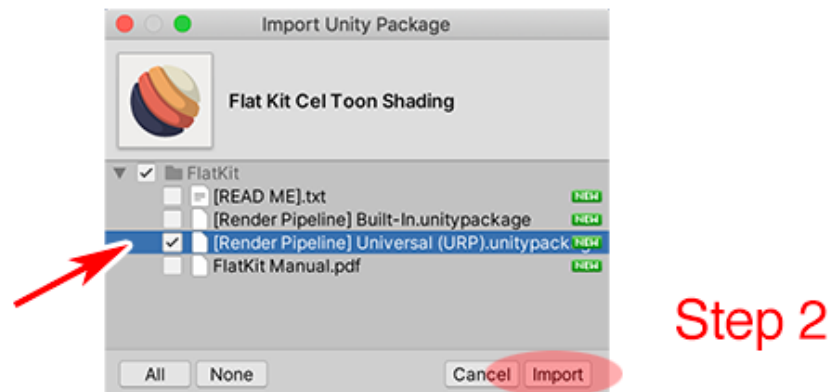 Import Unity Package
Flat Kit Cel Toon Shading
FlatKit
[READ ME].txt NEW
[Render Pipeline] Built-In.unitypackage NEW
[Render Pipeline] Universal (URP).unitypack NEW
FlatKit Manual.pdf NEW
Step 2
All None Cancel Import